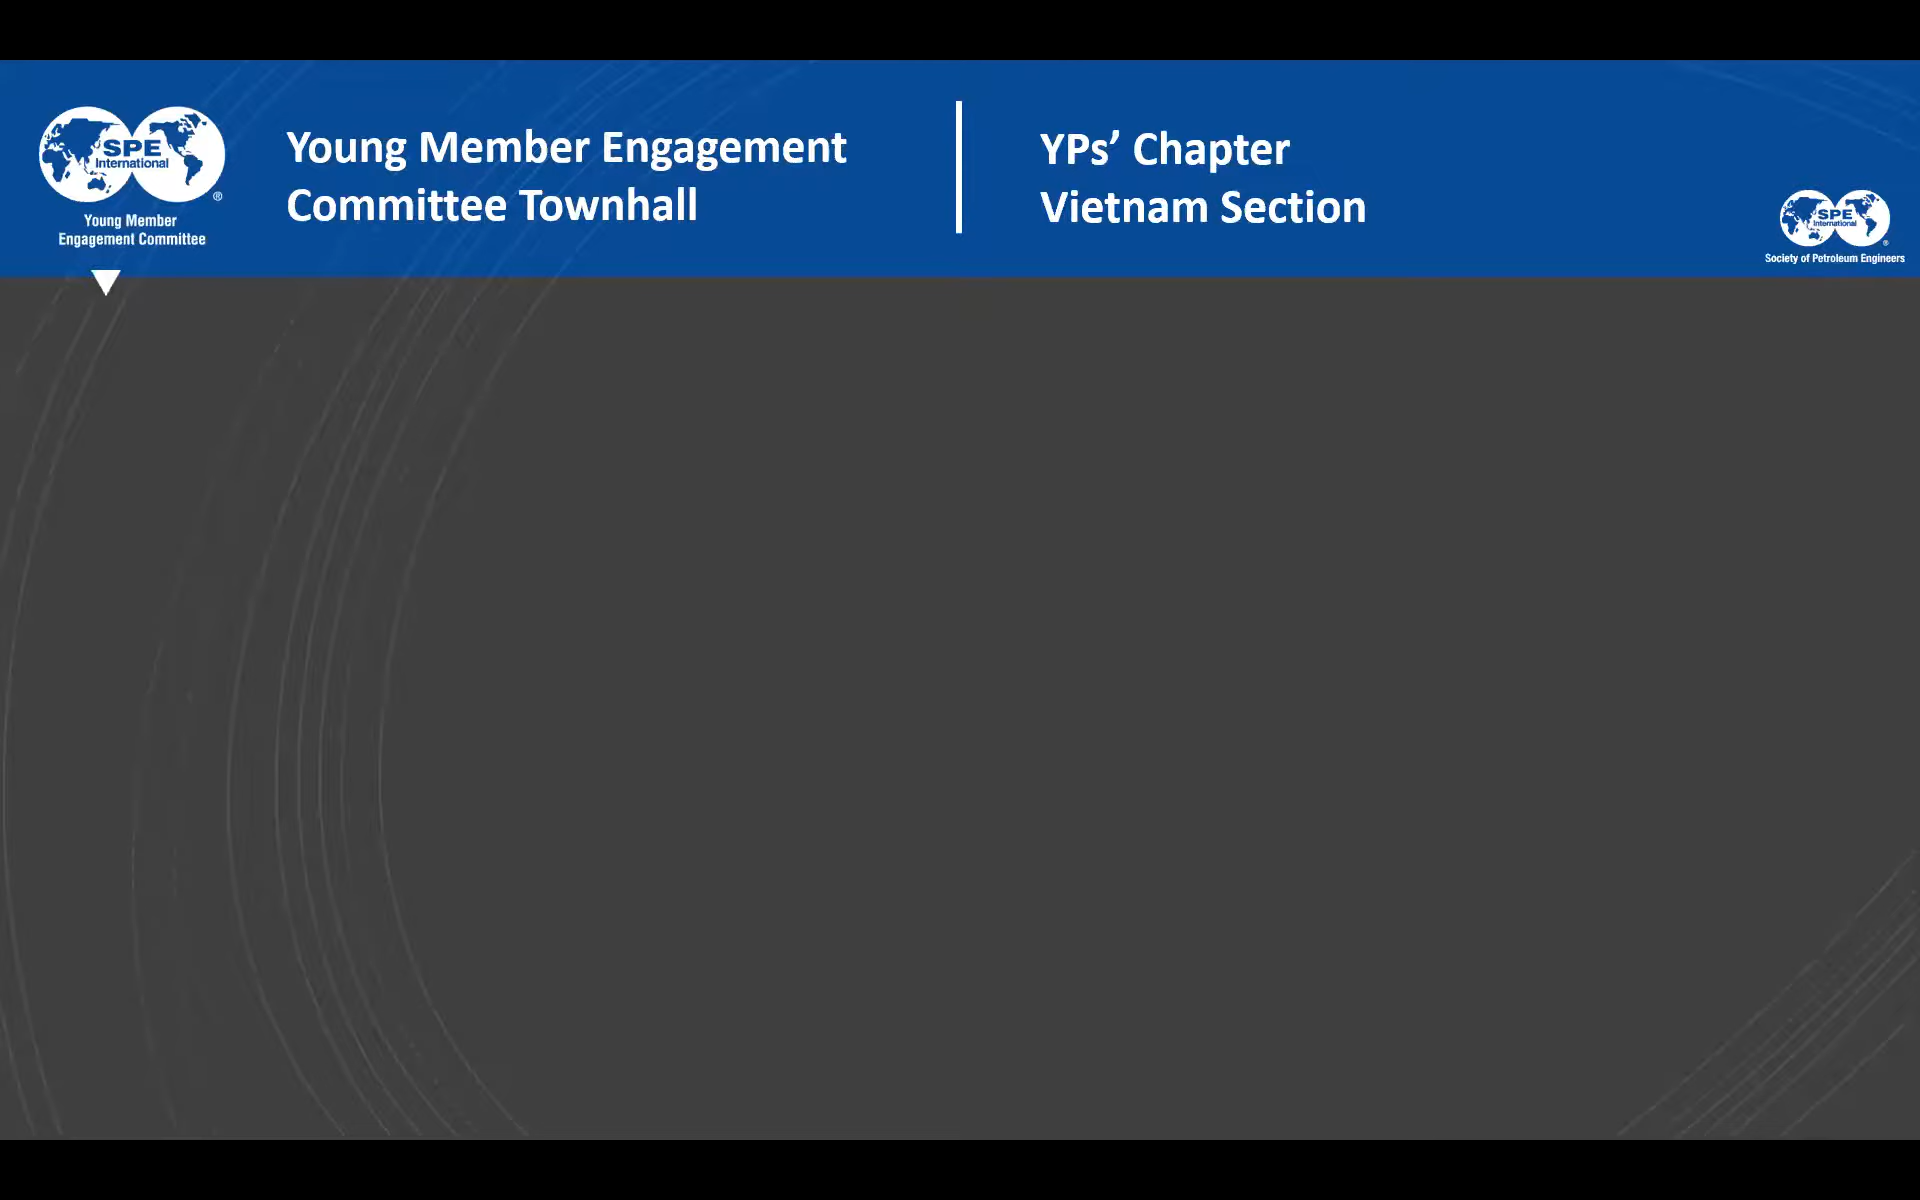 SPE
International
®
Young Member
Engagement Committee
Young Member Engagement
Committee Townhall
YPs’ Chapter
Vietnam Section
SPE
International
®
Society of Petroleum Engineers